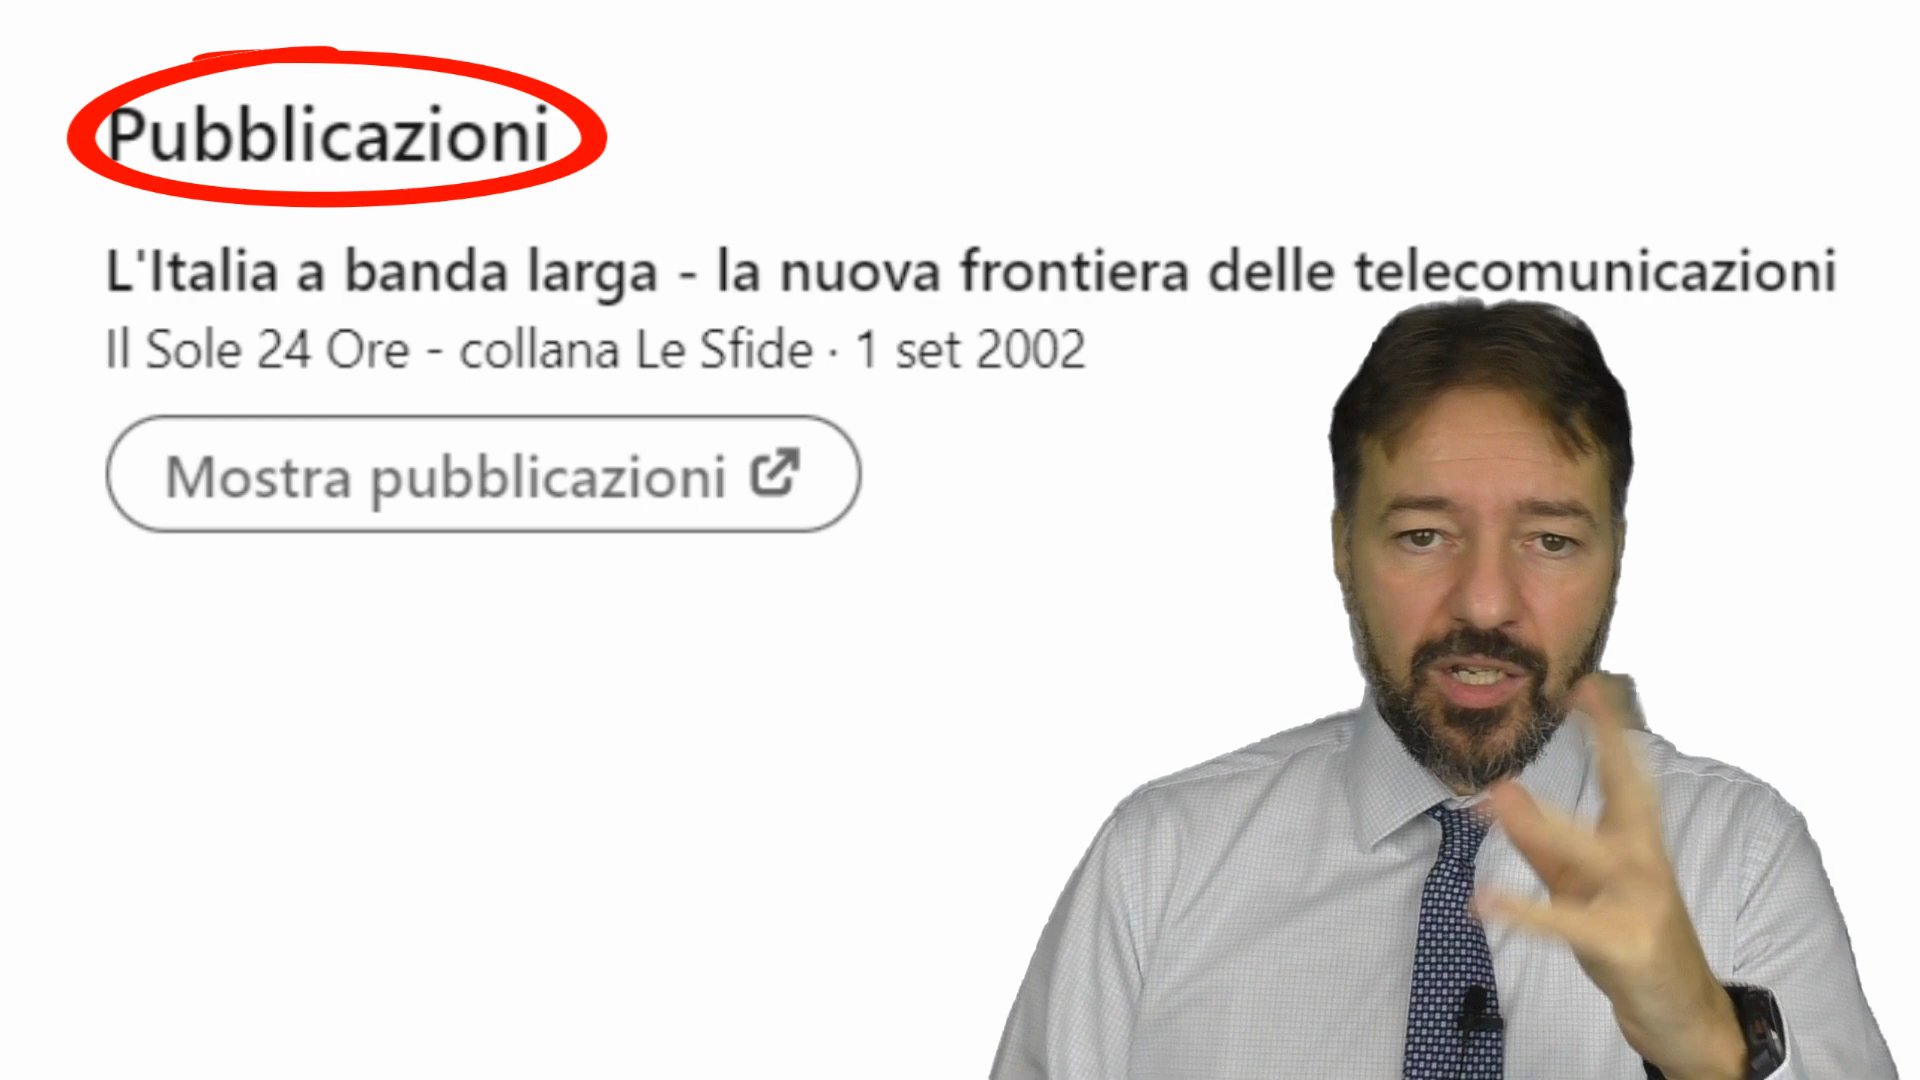 Pubblicazioni
L'Italia a banda larga - la nuova frontiera delle telecomunicazioni
Il Sole 24 Ore - collana Le Sfide · 1 set 2002
Mostra pubblicazioni